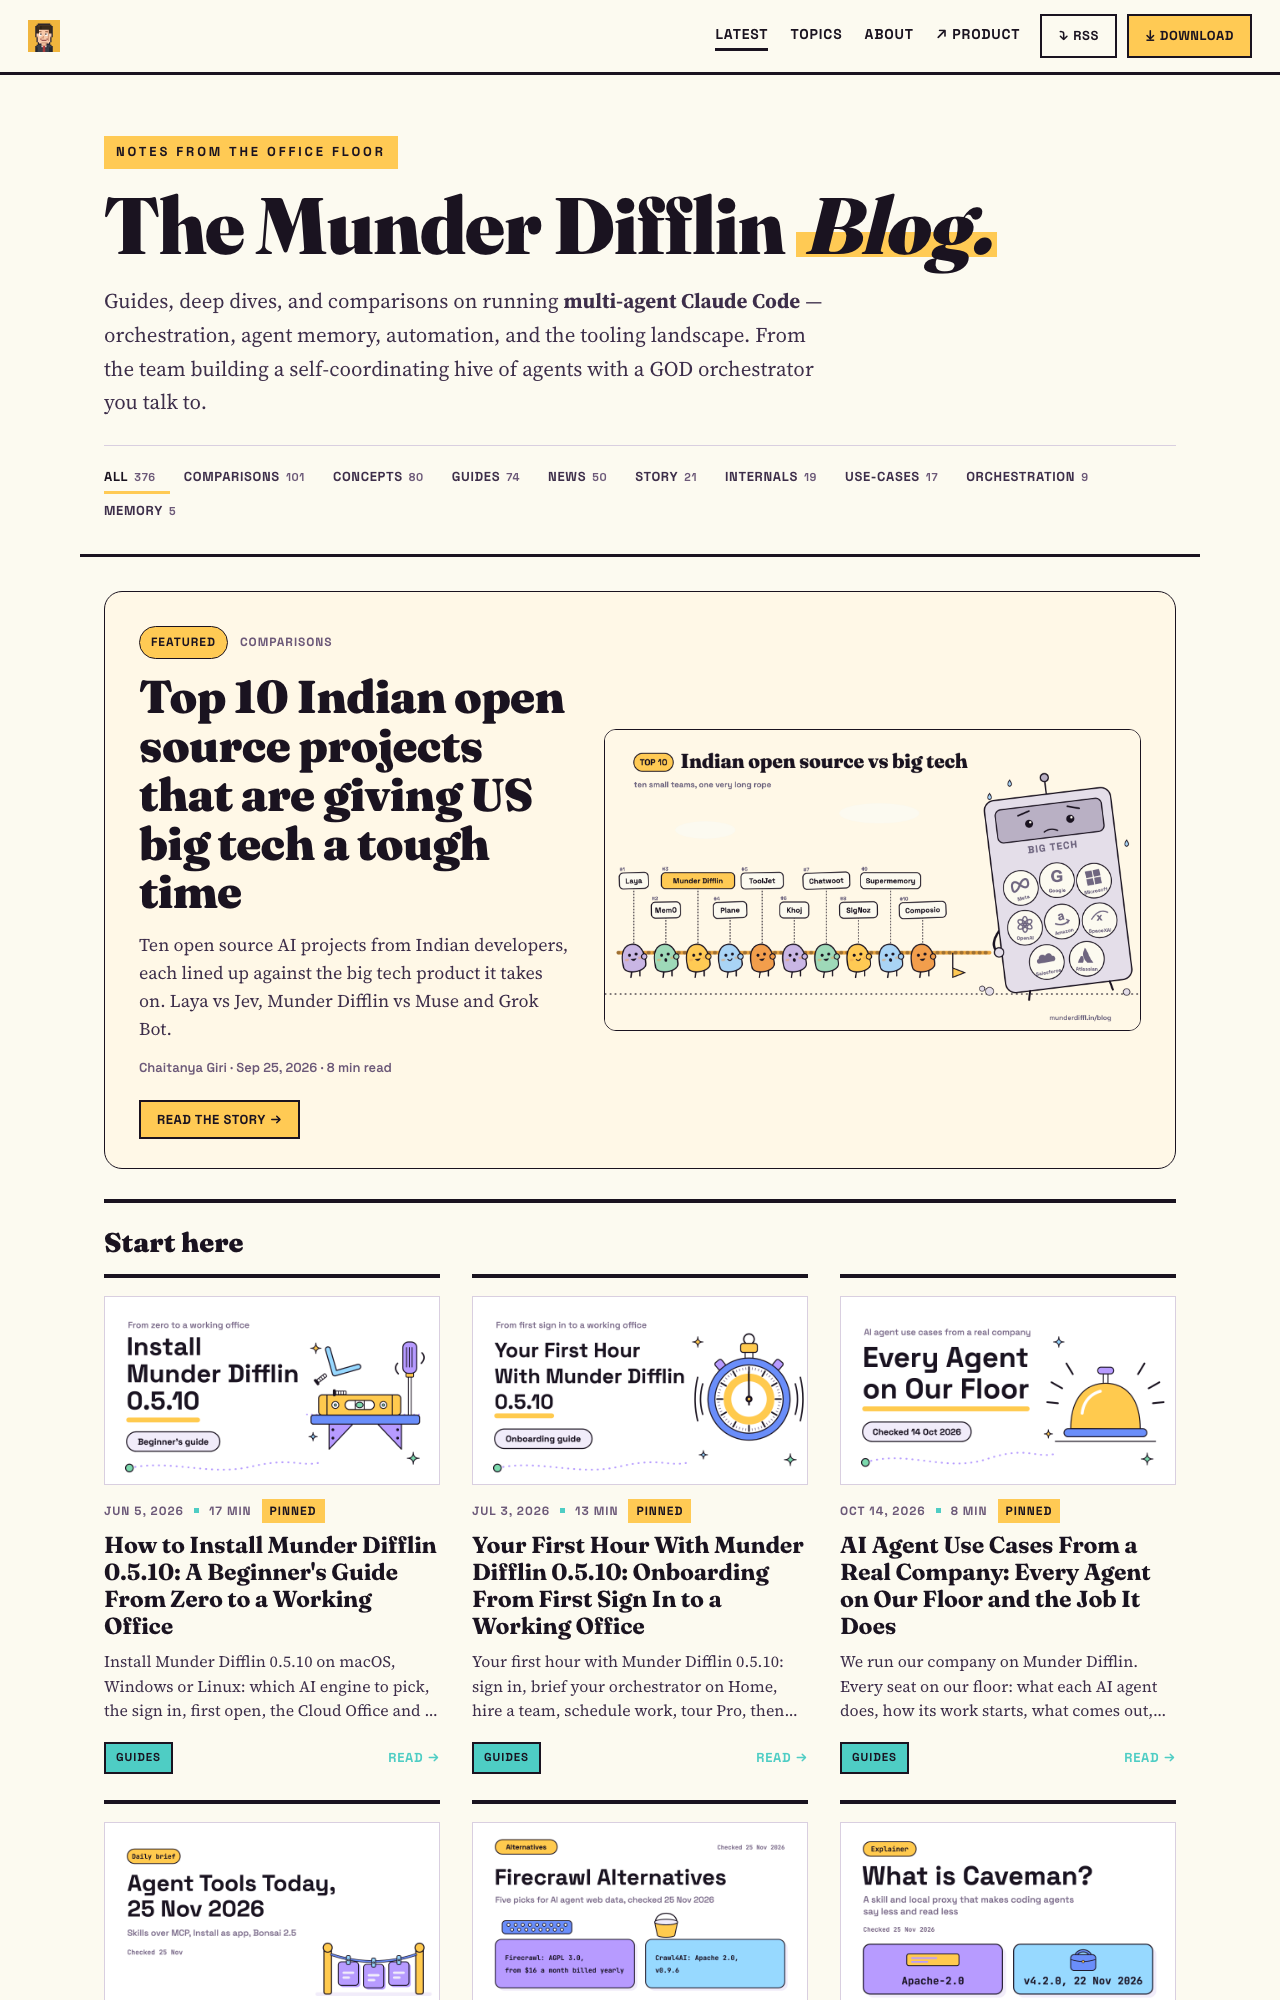 LATEST TOPICS ABOUT ↗ PRODUCT ⤵ RSS DOWNLOAD
NOTES FROM THE OFFICE FLOOR
The Munder Difflin Blog.
Guides, deep dives, and comparisons on running multi-agent Claude Code —
orchestration, agent memory, automation, and the tooling landscape. From
the team building a self-coordinating hive of agents with a GOD orchestrator
you talk to.
ALL 376 COMPARISONS 101 CONCEPTS 80 GUIDES 74 NEWS 50 STORY 21 INTERNALS 19 USE-CASES 17 ORCHESTRATION 9
MEMORY 5
FEATURED COMPARISONS
Top 10 Indian open
source projects
that are giving US
big tech a tough
time
Ten open source AI projects from Indian developers,
each lined up against the big tech product it takes
on. Laya vs Jev, Munder Difflin vs Muse and Grok
Bot.
Chaitanya Giri · Sep 25, 2026 · 8 min read
READ THE STORY →
TOP 10 Indian open source vs big tech
ten small teams, one very long rope
#1 Laya
#2 Mem0
#3 Munder Difflin
#4 Plane
#5 ToolJet
#6 Khoj
#7 Chatwoot
#8 SigNoz
#9 Supermemory
#10 Composio
BIG TECH
Meta
G Google
Microsoft
OpenAI
a Amazon
X SpaceXAI
Salesforce
Atlassian
munderdiffl.in/blog
Start here
From zero to a working office
Install
Munder Difflin
0.5.10
Beginner's guide
JUN 5, 2026 17 MIN PINNED
How to Install Munder Difflin
0.5.10: A Beginner's Guide
From Zero to a Working
Office
Install Munder Difflin 0.5.10 on macOS,
Windows or Linux: which AI engine to pick,
the sign in, first open, the Cloud Office and ...
GUIDES READ →
From first sign in to a working office
Your First Hour
With Munder Difflin
0.5.10
Onboarding guide
JUL 3, 2026 13 MIN PINNED
Your First Hour With Munder
Difflin 0.5.10: Onboarding
From First Sign In to a
Working Office
Your first hour with Munder Difflin 0.5.10:
sign in, brief your orchestrator on Home,
hire a team, schedule work, tour Pro, then...
GUIDES READ →
AI agent use cases from a real company
Every Agent
on Our Floor
Checked 14 Oct 2026
OCT 14, 2026 8 MIN PINNED
AI Agent Use Cases From a
Real Company: Every Agent
on Our Floor and the Job It
Does
We run our company on Munder Difflin.
Every seat on our floor: what each AI agent
does, how its work starts, what comes out,...
GUIDES READ →
Daily brief
Agent Tools Today,
25 Nov 2026
Skills over MCP, install as app, Bonsai 2.5
Checked 25 Nov
Alternatives Checked 25 Nov 2026
Firecrawl Alternatives
Five picks for AI agent web data, checked 25 Nov 2026
Firecrawl: AGPL 3.0,
from $16 a month billed yearly
Crawl4AI: Apache 2.0,
v0.9.6
Explainer
What is Caveman?
A skill and local proxy that makes coding agents
say less and read less
Checked 25 Nov 2026
Apache-2.0
v4.2.0, 22 Nov 2026